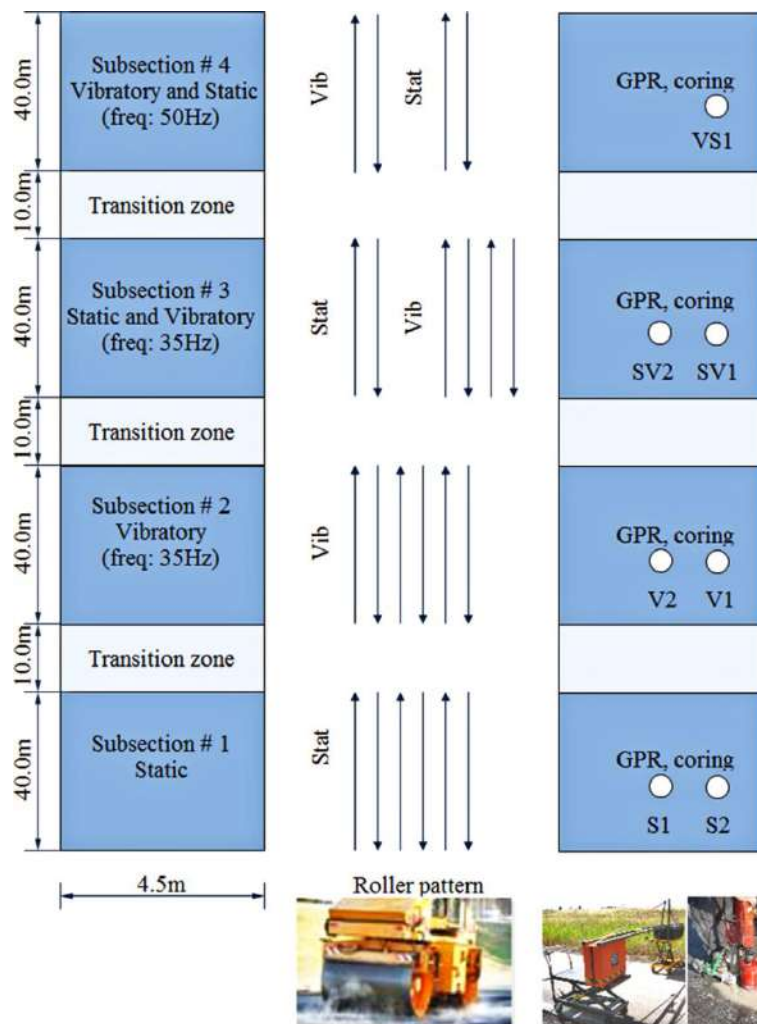 40.0m
Subsection # 4
Vibratory and Static
(freq: 50Hz)
Vib
Stat
GPR, coring
VS1
10.0m
Transition zone
40.0m
Subsection # 3
Static and Vibratory
(freq: 35Hz)
Stat
Vib
GPR, coring
SV2 SV1
10.0m
Transition zone
40.0m
Subsection # 2
Vibratory
(freq: 35Hz)
Vib
GPR, coring
V2 V1
10.0m
Transition zone
40.0m
Subsection # 1
Static
Stat
GPR, coring
S1 S2
4.5m
Roller pattern